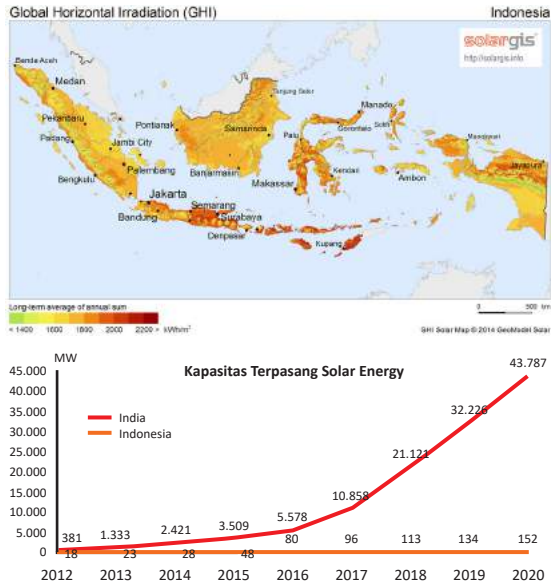 Global Horizontal Irradiation (GHI)
Indonesia
solargis
http://solargis.info
Banda Aceh
Medan
Tanjung Selor
Manado
Pekanbaru
Pontianak
Samarinda
Gorontalo
Sofifi
Padang
Jambi City
Palu
Manokwari
Jayapura
Palembang
Bengkulu
Banjarmasin
Kendari
Ambon
Makassar
Jakarta
Semarang
Bandung
Surabaya
Denpasar
Kupang
Long-term average of annual sum
< 1400 1600 1800 2000 2200 > kWh/m²
0 500 km
GHI Solar Map © 2014 GeoModel Solar
MW
Kapasitas Terpasang Solar Energy
45.000
40.000
35.000
30.000
25.000
20.000
15.000
10.000
5.000
0
India
Indonesia
381 1.333 2.421 3.509 5.578 10.858 21.121 32.226 43.787
18 23 28 48 80 96 113 134 152
2012 2013 2014 2015 2016 2017 2018 2019 2020